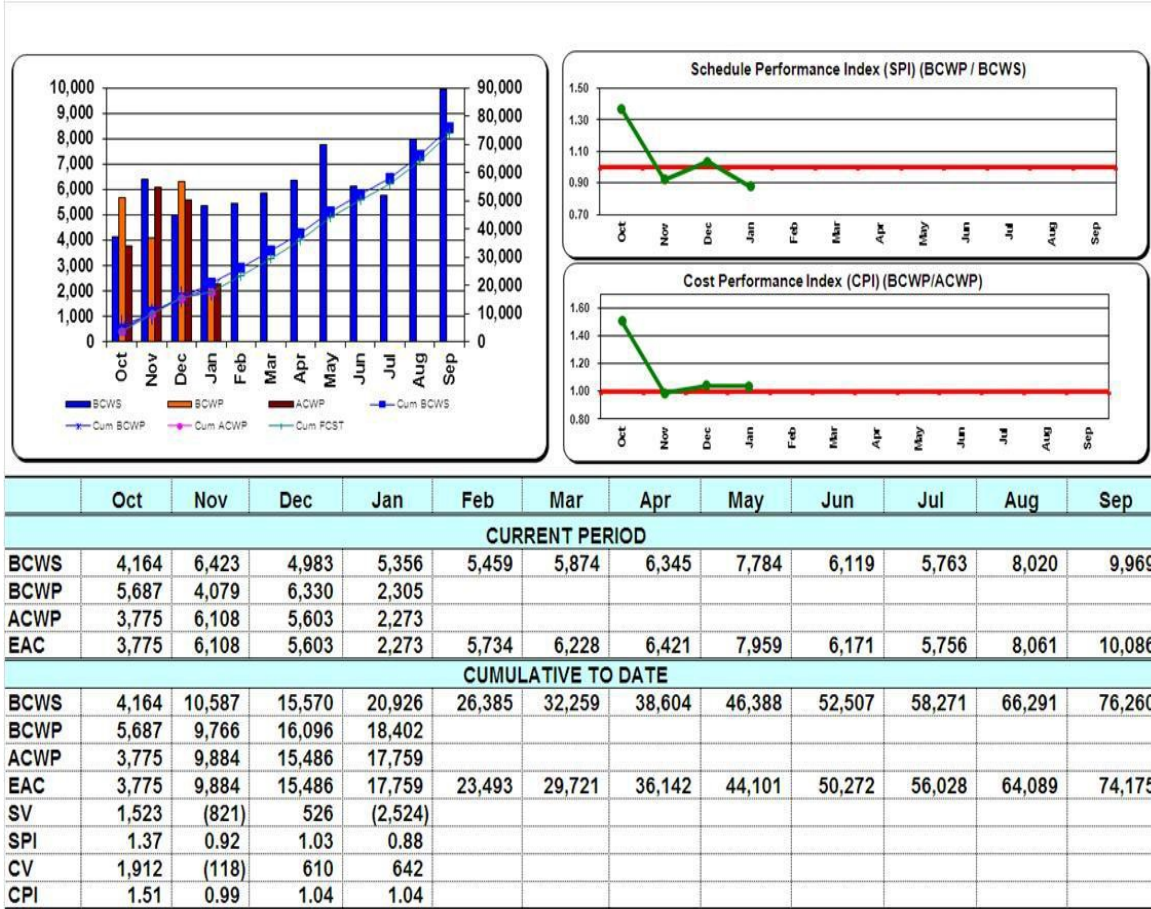 10,000
9,000
8,000
7,000
6,000
5,000
4,000
3,000
2,000
1,000
0
90,000
80,000
70,000
60,000
50,000
40,000
30,000
20,000
10,000
0
Oct Nov Dec Jan Feb Mar Apr May Jun Jul Aug Sep
BCWS BCWP ACWP Cum BCWS
Cum BCWP Cum ACWP Cum FCST
Schedule Performance Index (SPI) (BCWP / BCWS)
1.50
1.30
1.10
0.90
0.70
Oct Nov Dec Jan Feb Mar Apr May Jun Jul Aug Sep
Cost Performance Index (CPI) (BCWP/ACWP)
1.60
1.40
1.20
1.00
0.80
Oct Nov Dec Jan Feb Mar Apr May Jun Jul Aug Sep
Oct Nov Dec Jan Feb Mar Apr May Jun Jul Aug Sep
CURRENT PERIOD
BCWS 4,164 6,423 4,983 5,356 5,459 5,874 6,345 7,784 6,119 5,763 8,020 9,969
BCWP 5,687 4,079 6,330 2,305
ACWP 3,775 6,108 5,603 2,273
EAC 3,775 6,108 5,603 2,273 5,734 6,228 6,421 7,959 6,171 5,756 8,061 10,086
CUMULATIVE TO DATE
BCWS 4,164 10,587 15,570 20,926 26,385 32,259 38,604 46,388 52,507 58,271 66,291 76,260
BCWP 5,687 9,766 16,096 18,402
ACWP 3,775 9,884 15,486 17,759
EAC 3,775 9,884 15,486 17,759 23,493 29,721 36,142 44,101 50,272 56,028 64,089 74,175
SV 1,523 (821) 526 (2,524)
SPI 1.37 0.92 1.03 0.88
CV 1,912 (118) 610 642
CPI 1.51 0.99 1.04 1.04